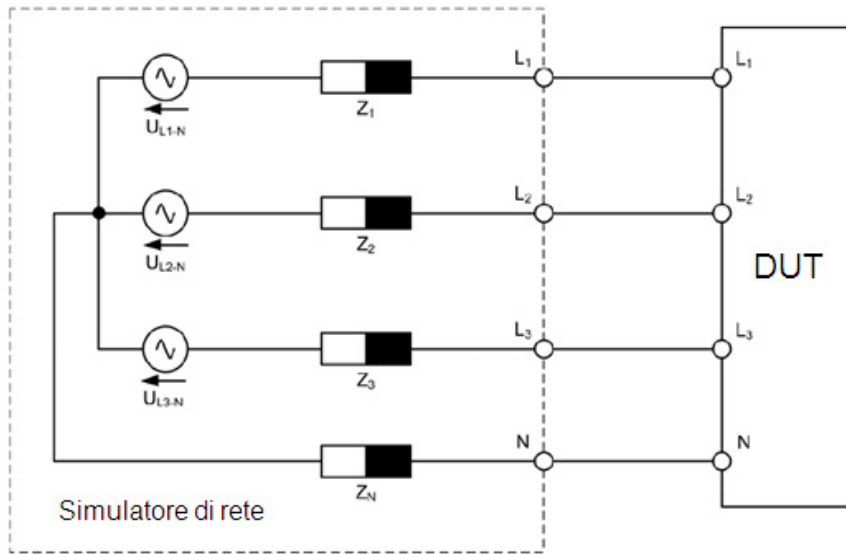 L1 L1
Z1
UL1-N
L2 L2
Z2
UL2-N
DUT
L3 L3
Z3
UL3-N
N N
ZN
Simulatore di rete